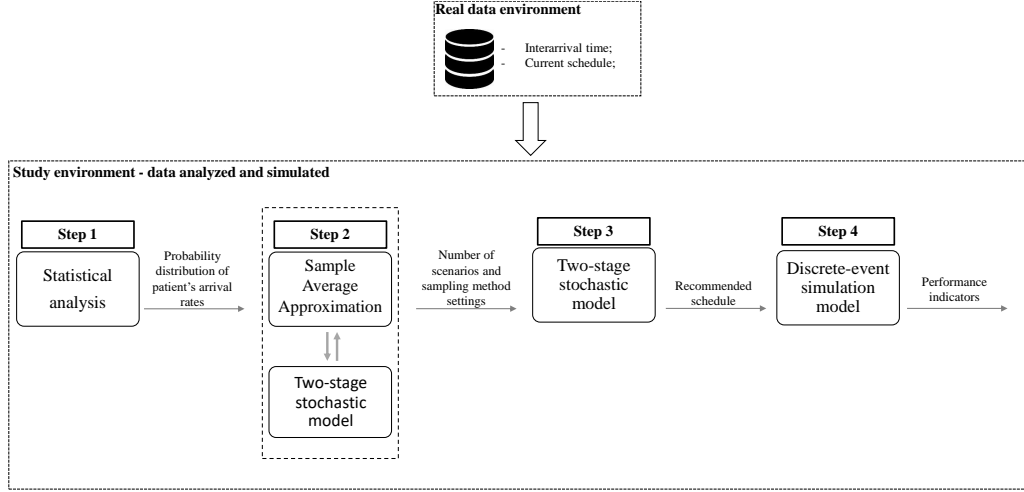 Real data environment
- Interarrival time;
- Current schedule;
Study environment - data analyzed and simulated
Step 1
Statistical
analysis
Probability
distribution of
patient's arrival
rates
Step 2
Sample
Average
Approximation
Two-stage
stochastic
model
Number of
scenarios and
sampling method
settings
Step 3
Two-stage
stochastic
model
Recommended
schedule
Step 4
Discrete-event
simulation
model
Performance
indicators